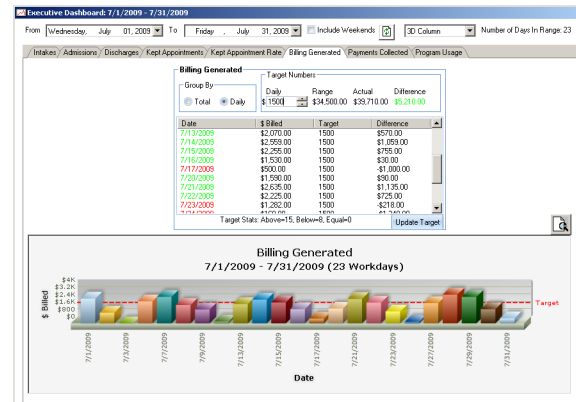 Executive Dashboard: 7/1/2009 - 7/31/2009
From Wednesday, July 01, 2009 To Friday, July 31, 2009 Include Weekends 3D Column Number of Days In Range: 23
Intakes Admissions Discharges Kept Appointments Kept Appointment Rate Billing Generated Payments Collected Program Usage
Billing Generated
Group By
Total Daily
Target Numbers
Daily Range Actual Difference
$ 1500 $34,500.00 $39,710.00 $5,210.00
Date $ Billed Target Difference
7/13/2009 $2,070.00 1500 $570.00
7/14/2009 $2,559.00 1500 $1,059.00
7/15/2009 $2,255.00 1500 $755.00
7/16/2009 $1,530.00 1500 $30.00
7/17/2009 $500.00 1500 -$1,000.00
7/20/2009 $1,590.00 1500 $90.00
7/21/2009 $2,635.00 1500 $1,135.00
7/22/2009 $2,225.00 1500 $725.00
7/23/2009 $1,282.00 1500 -$218.00
Target Stats: Above=15, Below=8, Equal=0
Update Target
Billing Generated
7/1/2009 - 7/31/2009 (23 Workdays)
$ Billed
$4K
$3.2K
$2.4K
$1.6K
$800
$0
Target
7/1/2009 7/3/2009 7/7/2009 7/9/2009 7/13/2009 7/15/2009 7/17/2009 7/21/2009 7/23/2009 7/27/2009 7/29/2009 7/31/2009
Date